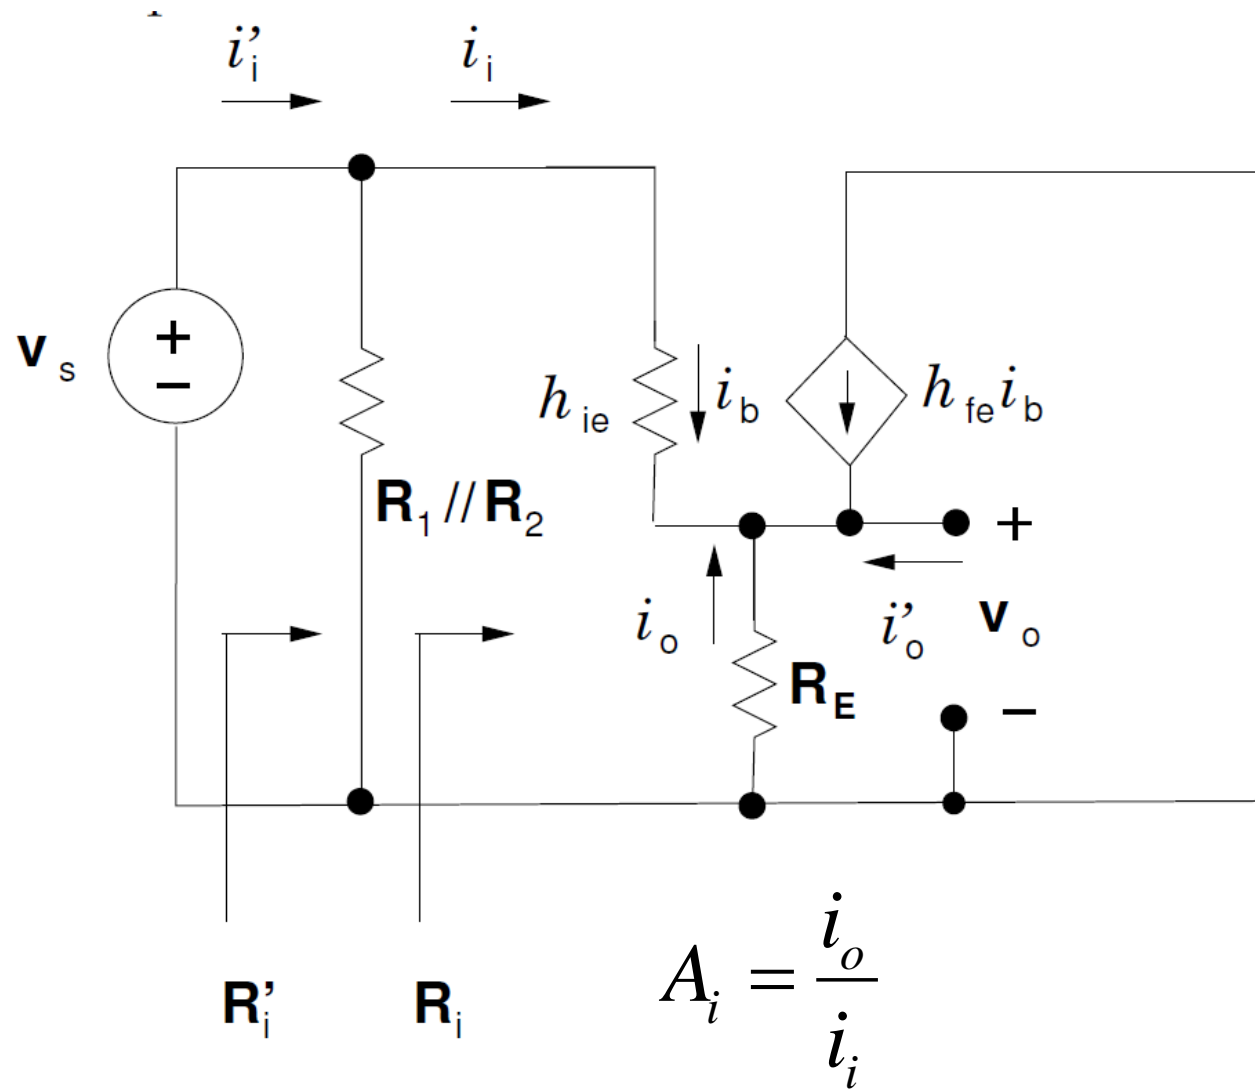 i’i ii
+
−
vs
hie ib hfeib
R1//R2
+
io i’o vo
RE
−
R’i Ri
Ai = io/ii